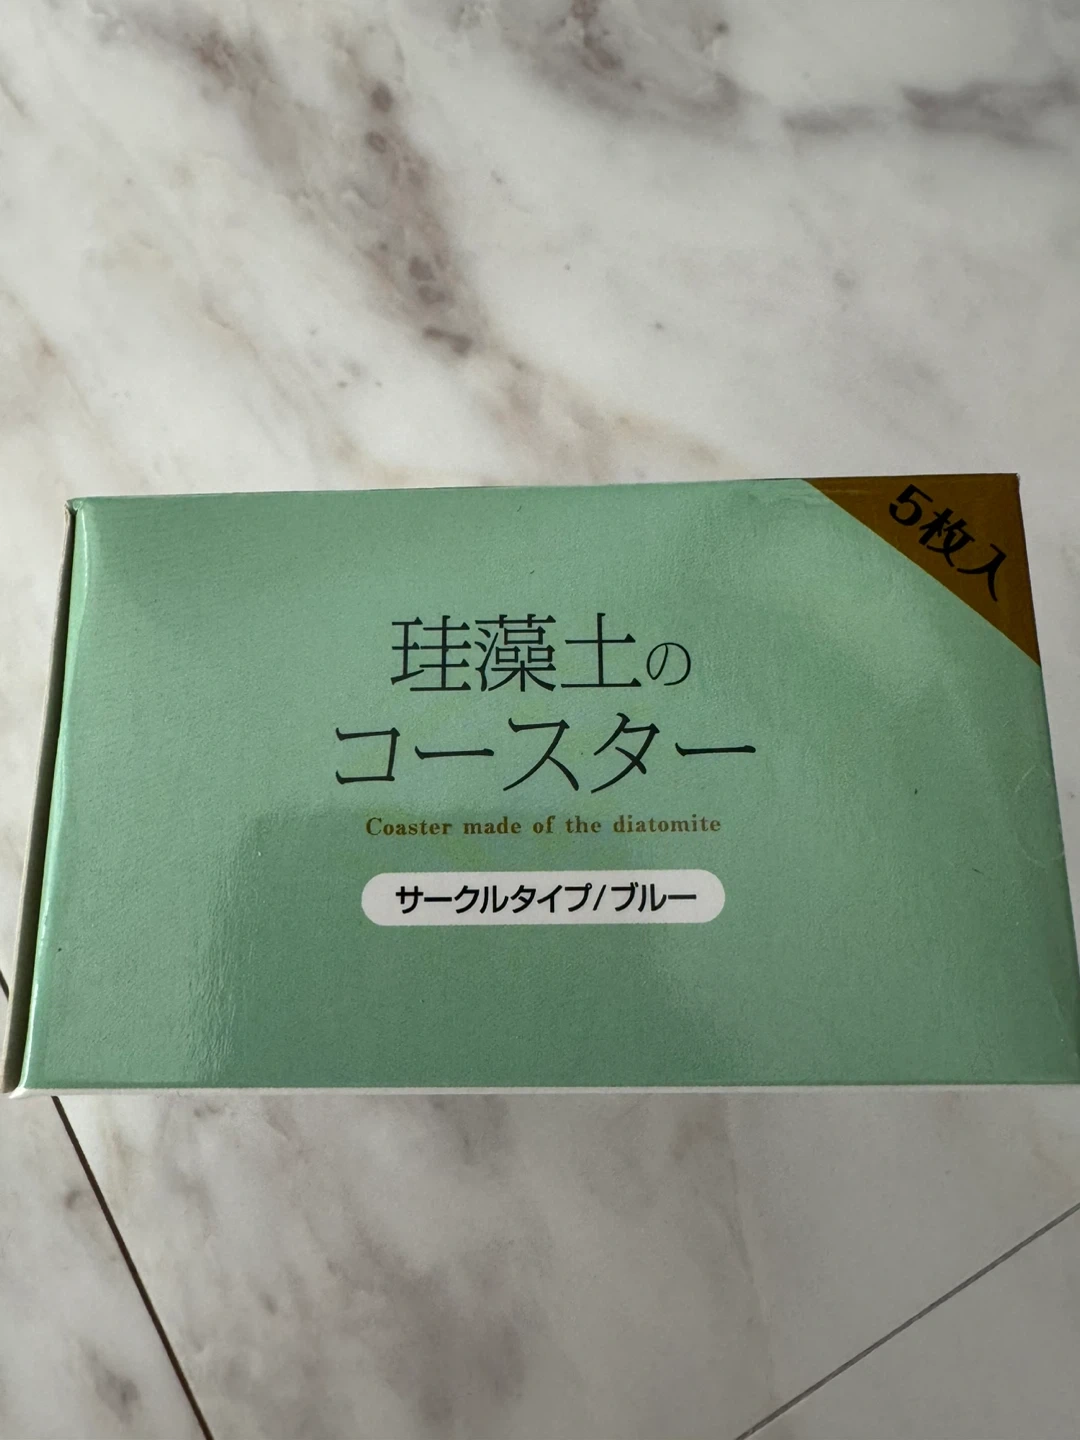 5枚入
珪藻土の
コースター
Coaster made of the diatomite
サークルタイプ/ブルー